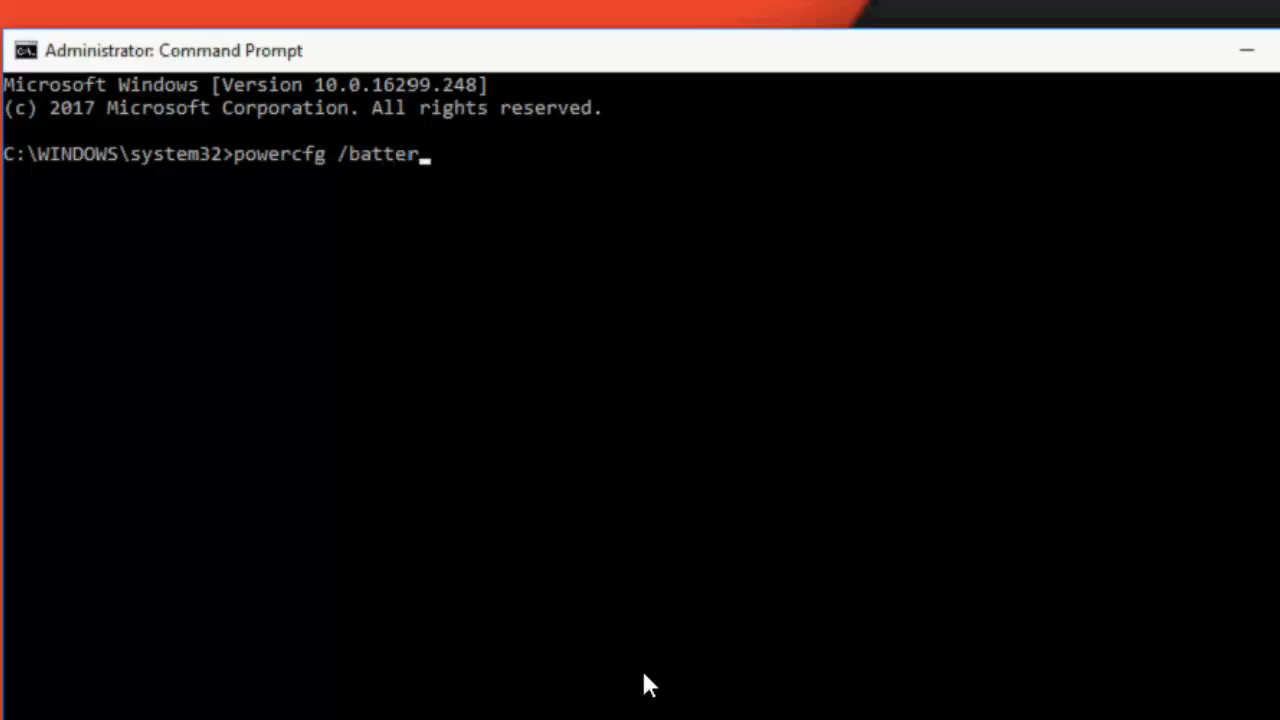 Administrator: Command Prompt
Microsoft Windows [Version 10.0.16299.248]
(c) 2017 Microsoft Corporation. All rights reserved.
C:\WINDOWS\system32>powercfg /batter